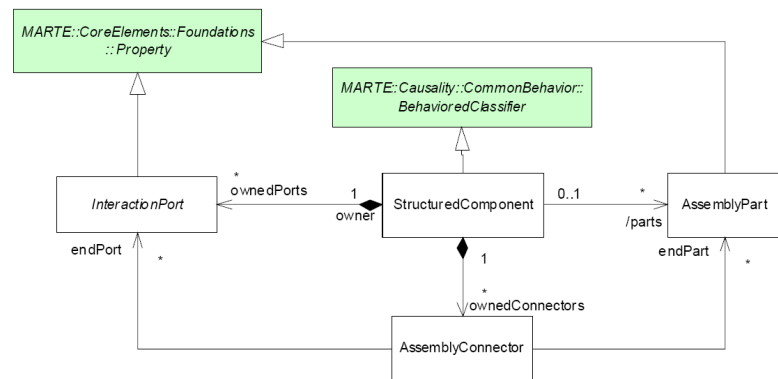 MARTE::CoreElements::Foundations
::Property
MARTE::Causality::CommonBehavior::
BehavioredClassifier
*
ownedPorts
1
owner
InteractionPort
StructuredComponent
0..1
*
/parts
AssemblyPart
endPort
*
1
endPart
*
*
ownedConnectors
AssemblyConnector